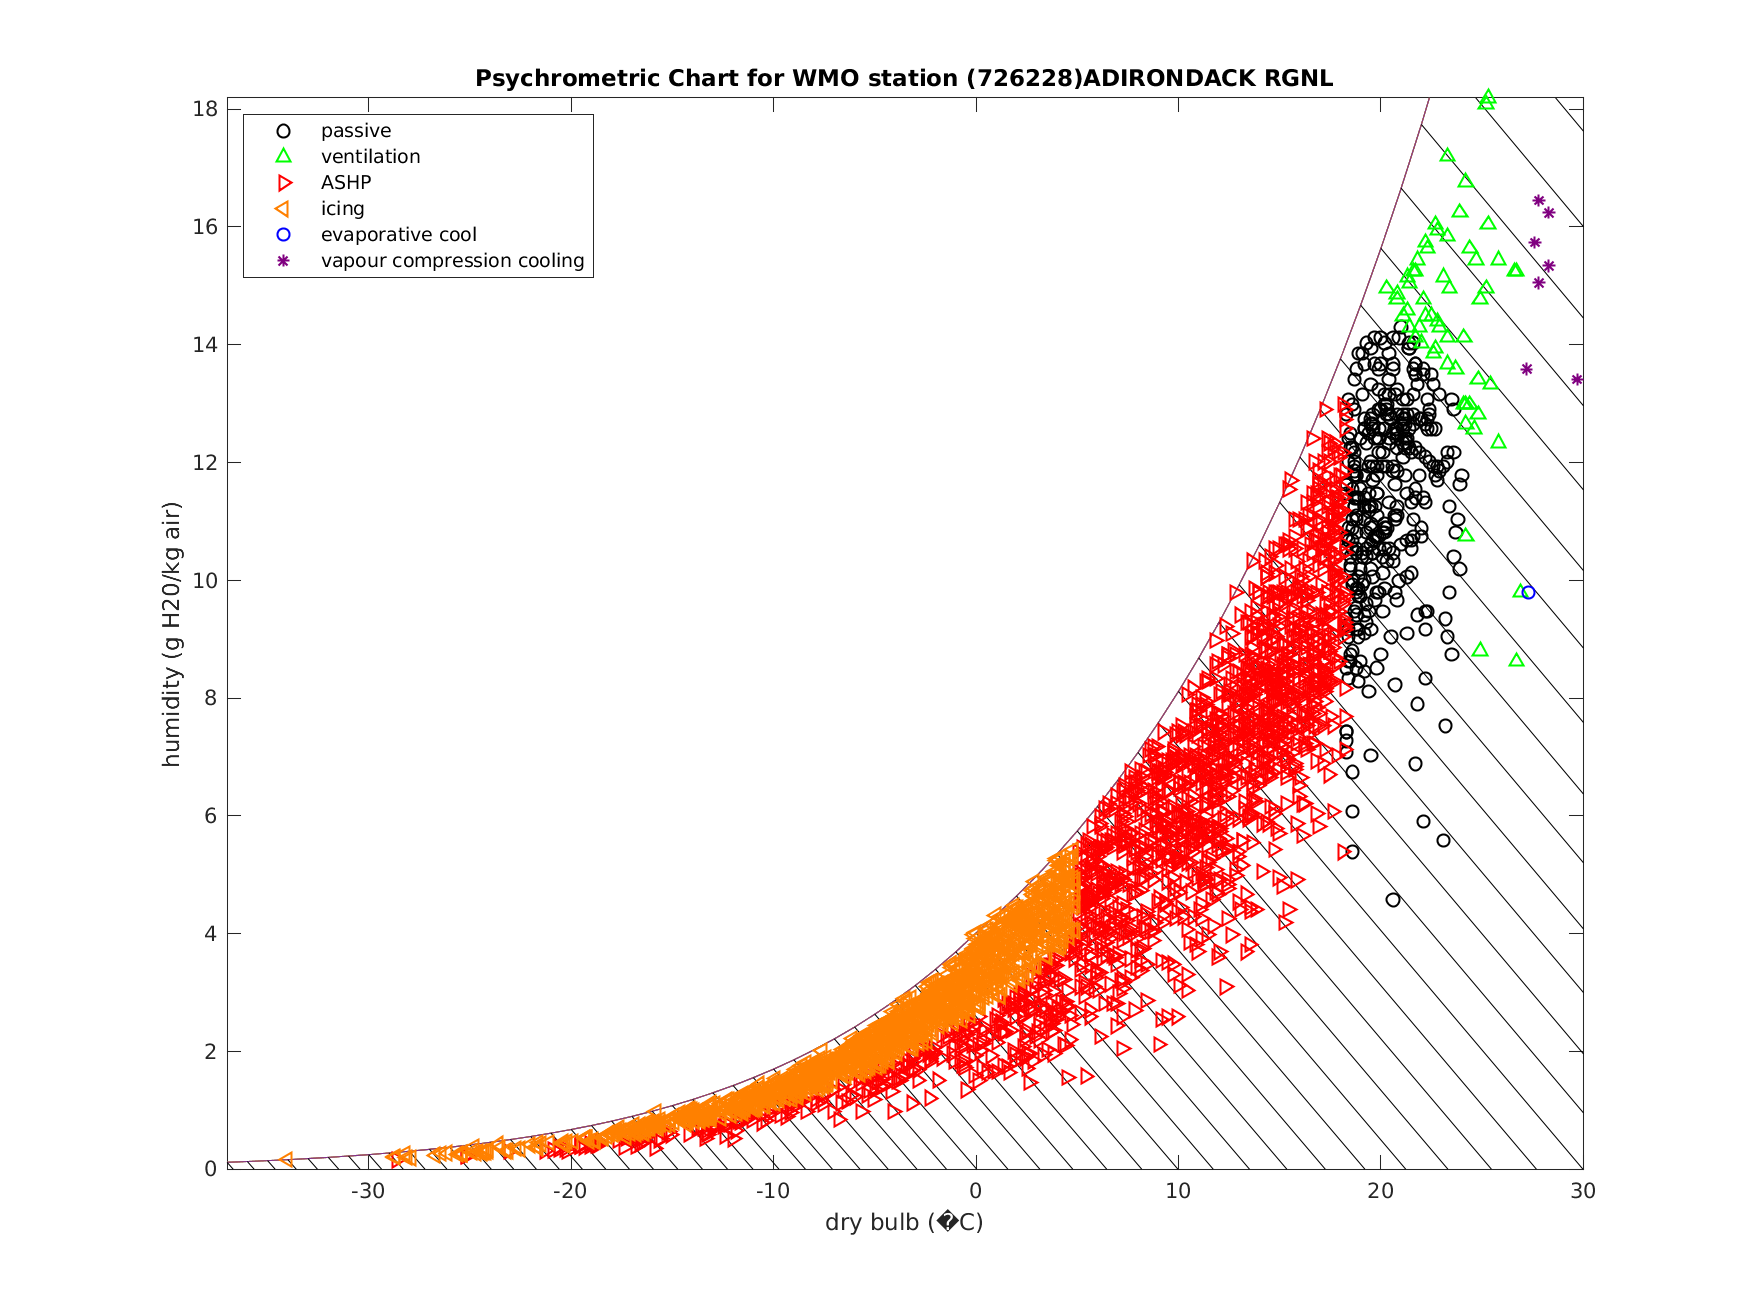 Psychrometric Chart for WMO station (726228)ADIRONDACK RGNL
passive
ventilation
ASHP
icing
evaporative cool
vapour compression cooling
humidity (g H20/kg air)
18
16
14
12
10
8
6
4
2
0
-30 -20 -10 0 10 20 30
dry bulb (�C)